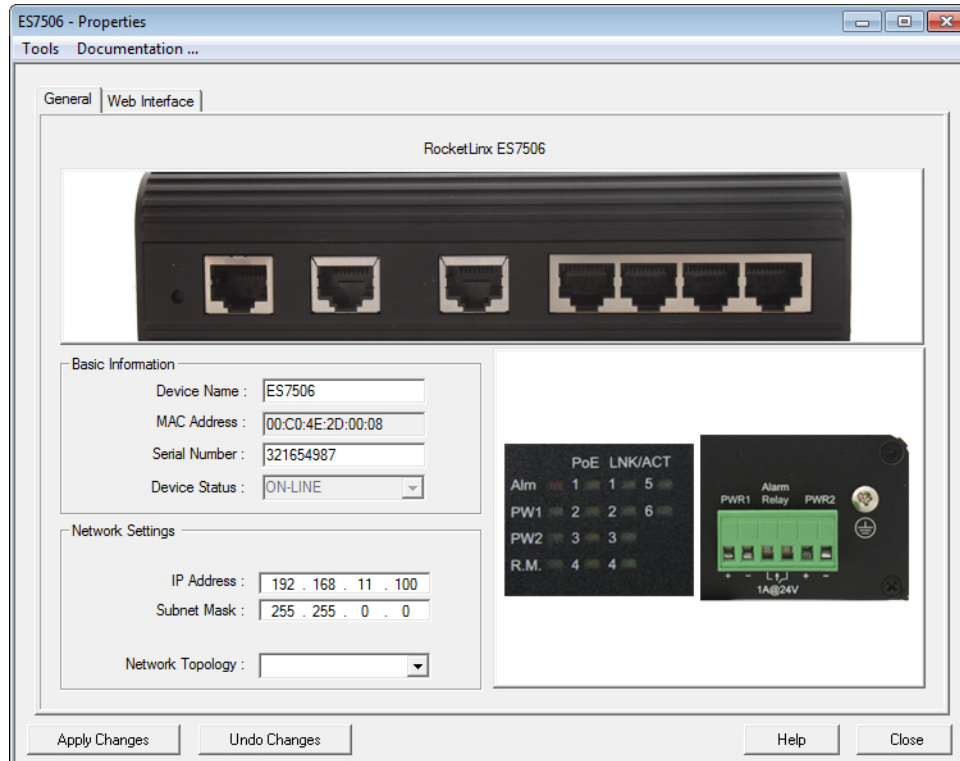 ES7506 - Properties
Tools Documentation ...
General Web Interface
RocketLinx ES7506
Basic Information
Device Name : ES7506
MAC Address : 00:C0:4E:2D:00:08
Serial Number : 321654987
Device Status : ON-LINE
Network Settings
IP Address : 192 . 168 . 11 . 100
Subnet Mask : 255 . 255 . 0 . 0
Network Topology :
PoE LNK/ACT
Alm 1 1 5
PW1 2 2 6
PW2 3 3
R.M. 4 4
Alarm
PWR1 Relay PWR2
+ - + -
1A@24V
Apply Changes Undo Changes Help Close